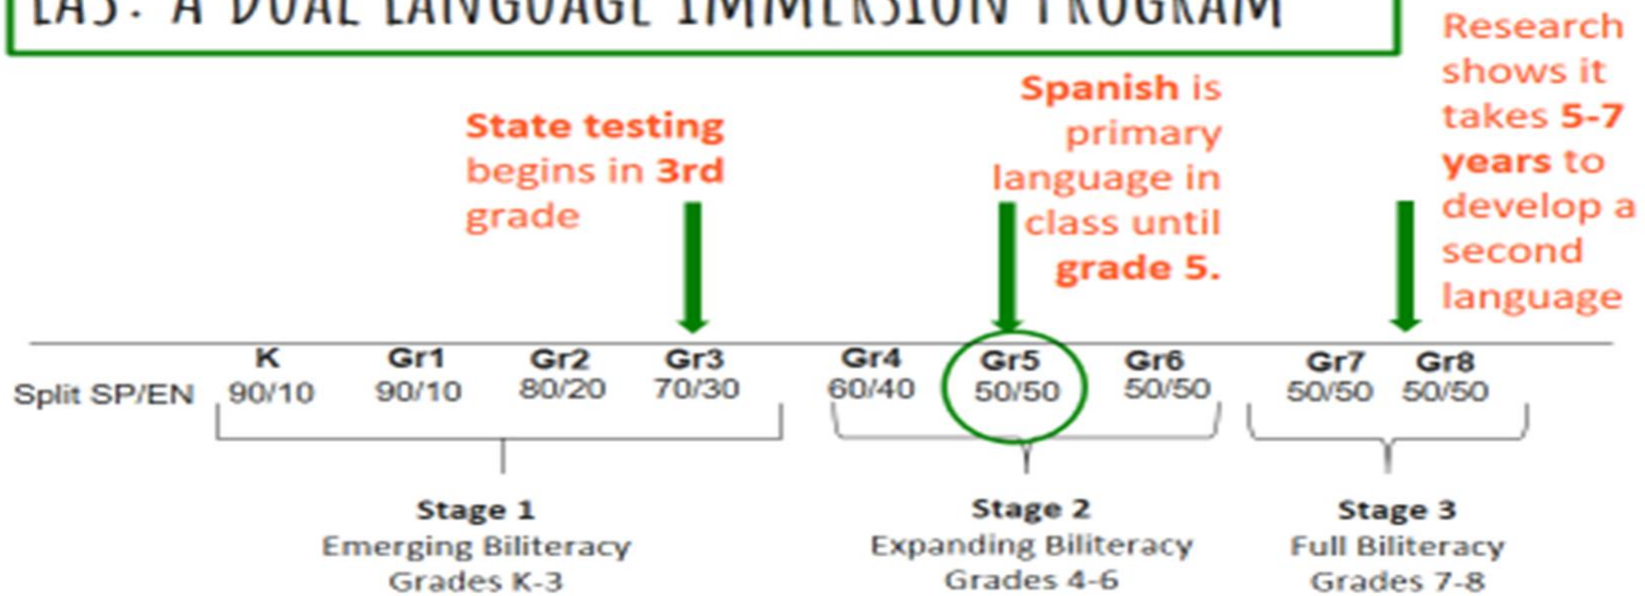 LAS: A DUAL LANGUAGE IMMERSION PROGRAM
Research
shows it
takes 5-7
years to
develop a
second
language
State testing
begins in 3rd
grade
Spanish is
primary
language in
class until
grade 5.
K Gr1 Gr2 Gr3 Gr4 Gr5 Gr6 Gr7 Gr8
Split SP/EN 90/10 90/10 80/20 70/30 60/40 50/50 50/50 50/50 50/50
Stage 1
Emerging Biliteracy
Grades K-3
Stage 2
Expanding Biliteracy
Grades 4-6
Stage 3
Full Biliteracy
Grades 7-8